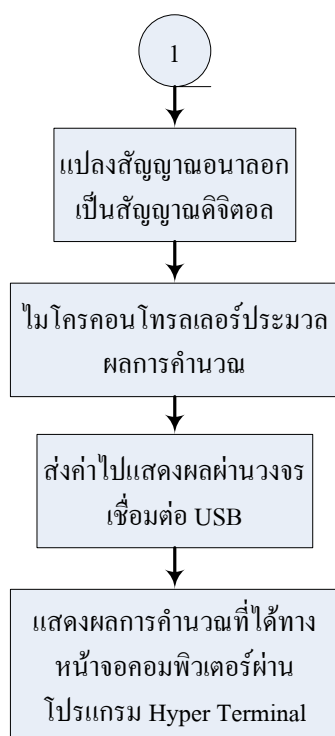 1
แปลงสัญญาณอนาลอก
เป็นสัญญาณดิจิตอล
ไมโครคอนโทรลเลอร์ประมวล
ผลการคำนวณ
ส่งค่าไปแสดงผลผ่านวงจร
เชื่อมต่อ USB
แสดงผลการคำนวณที่ได้ทาง
หน้าจอคอมพิวเตอร์ผ่าน
โปรแกรม Hyper Terminal